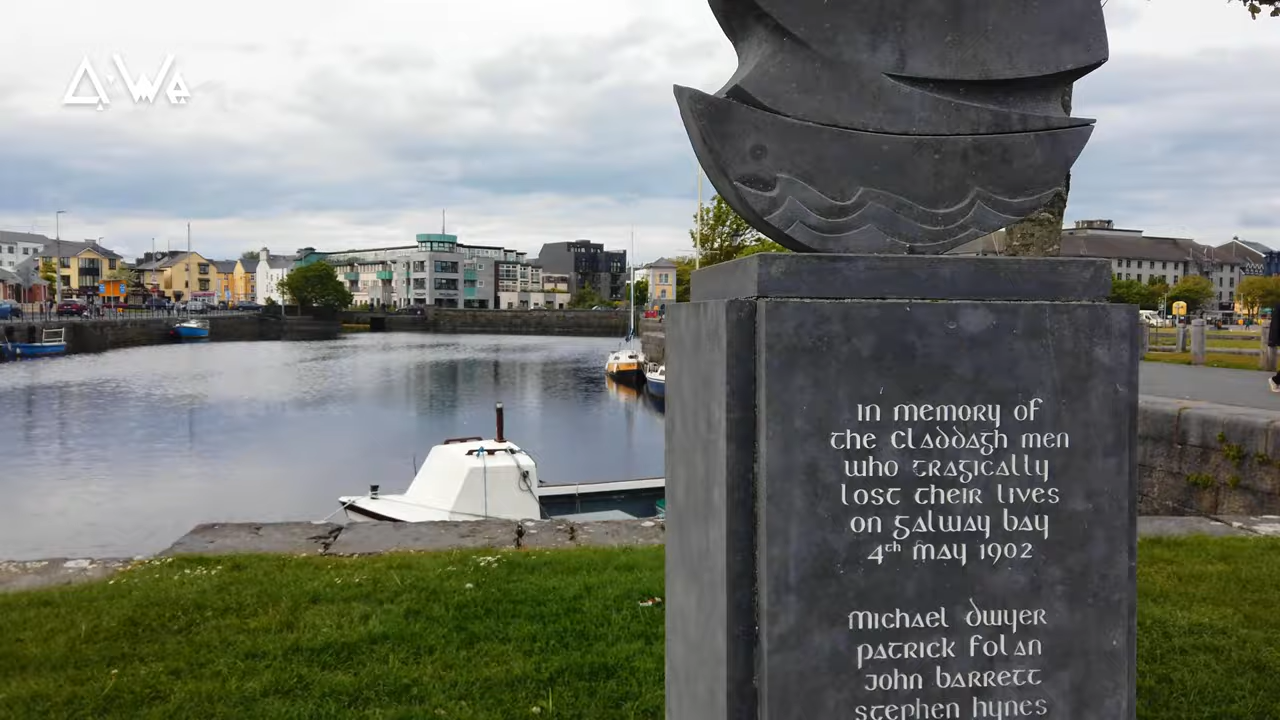 A·We
In memory of
the Claddagh men
who tragically
lost their lives
on Galway Bay
4th May 1902
Michael Dwyer
Patrick Folan
John Barrett
Stephen Hynes